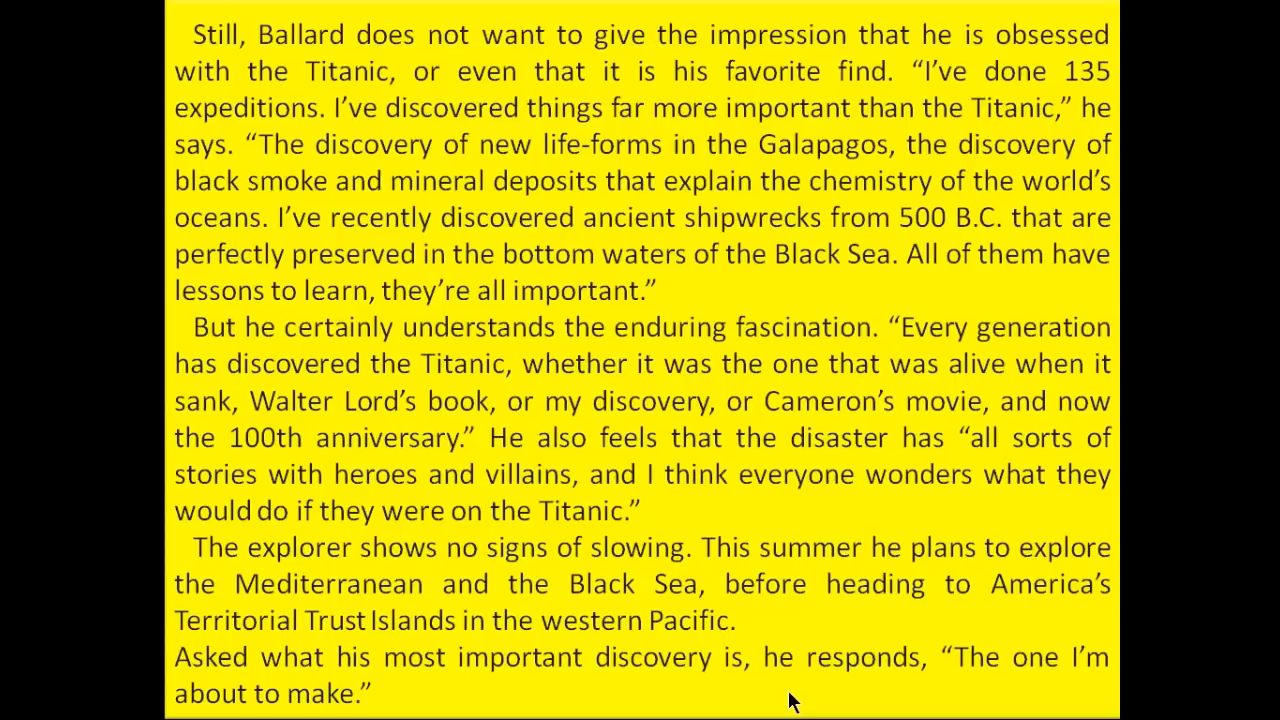 Still, Ballard does not want to give the impression that he is obsessed
with the Titanic, or even that it is his favorite find. “I’ve done 135
expeditions. I’ve discovered things far more important than the Titanic,” he
says. “The discovery of new life-forms in the Galapagos, the discovery of
black smoke and mineral deposits that explain the chemistry of the world’s
oceans. I’ve recently discovered ancient shipwrecks from 500 B.C. that are
perfectly preserved in the bottom waters of the Black Sea. All of them have
lessons to learn, they’re all important.”
But he certainly understands the enduring fascination. “Every generation
has discovered the Titanic, whether it was the one that was alive when it
sank, Walter Lord’s book, or my discovery, or Cameron’s movie, and now
the 100th anniversary.” He also feels that the disaster has “all sorts of
stories with heroes and villains, and I think everyone wonders what they
would do if they were on the Titanic.”
The explorer shows no signs of slowing. This summer he plans to explore
the Mediterranean and the Black Sea, before heading to America’s
Territorial Trust Islands in the western Pacific.
Asked what his most important discovery is, he responds, “The one I’m
about to make.”